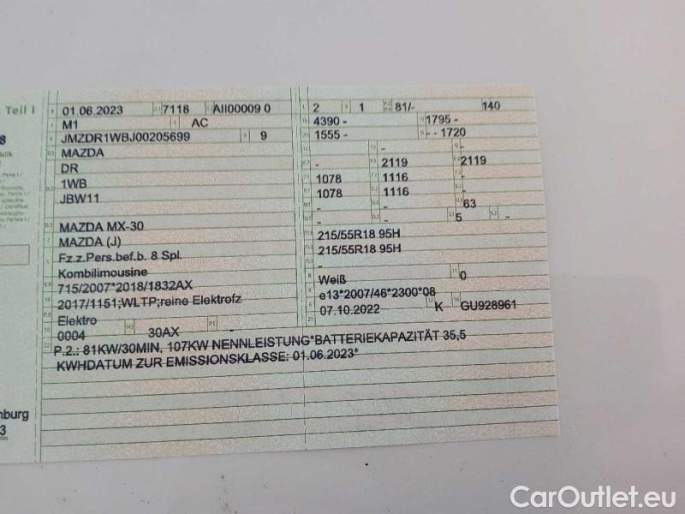 Teil I
8
01.06.2023 7118 AII00009 0
M1 AC
JMZDR1WBJ00205699 9
MAZDA
DR
1WB
JBW11
MAZDA MX-30
MAZDA (J)
Fz.z.Pers.bef.b. 8 Spl.
Kombilimousine
715/2007*2018/1832AX
2017/1151;WLTP;reine Elektrofz
Elektro
0004 30AX -
2 1 81/- 140
4390 - 1795 -
1555 - - - 1720
- -
- 2119 2119
1078 1116 -
1078 1116 -
- - 63
- 5 -
215/55R18 95H
215/55R18 95H
-
Weiß 0
e13*2007/46*2300*08
07.10.2022 K GU928961
P.2.: 81KW/30MIN, 107KW NENNLEISTUNG*BATTERIEKAPAZITÄT 35,5
KWHDATUM ZUR EMISSIONSKLASSE: 01.06.2023*
nburg
3
CarOutlet.eu